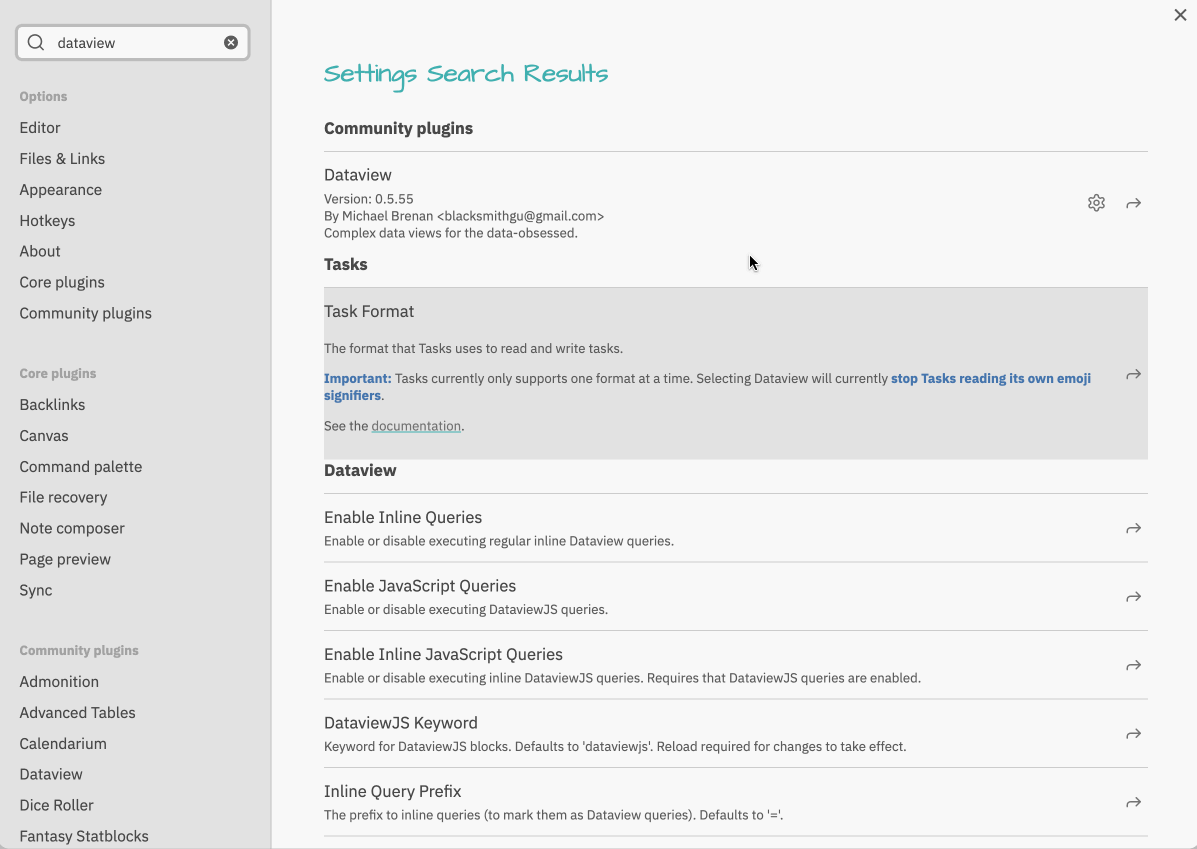 dataview
Options
Editor
Files & Links
Appearance
Hotkeys
About
Core plugins
Community plugins
Core plugins
Backlinks
Canvas
Command palette
File recovery
Note composer
Page preview
Sync
Community plugins
Admonition
Advanced Tables
Calendarium
Dataview
Dice Roller
Fantasy Statblocks
Settings Search Results
Community plugins
Dataview
Version: 0.5.55
By Michael Brenan <blacksmithgu@gmail.com>
Complex data views for the data-obsessed.
Tasks
Task Format
The format that Tasks uses to read and write tasks.
Important: Tasks currently only supports one format at a time. Selecting Dataview will currently stop Tasks reading its own emoji
signifiers.
See the documentation.
Dataview
Enable Inline Queries
Enable or disable executing regular inline Dataview queries.
Enable JavaScript Queries
Enable or disable executing DataviewJS queries.
Enable Inline JavaScript Queries
Enable or disable executing inline DataviewJS queries. Requires that DataviewJS queries are enabled.
DataviewJS Keyword
Keyword for DataviewJS blocks. Defaults to 'dataviewjs'. Reload required for changes to take effect.
Inline Query Prefix
The prefix to inline queries (to mark them as Dataview queries). Defaults to '='.